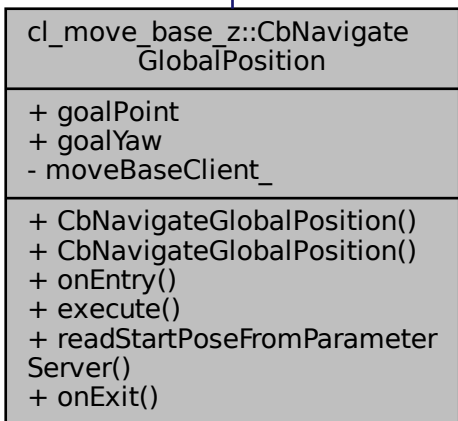 cl_move_base_z::CbNavigate
GlobalPosition
+ goalPoint
+ goalYaw
- moveBaseClient_
+ CbNavigateGlobalPosition()
+ CbNavigateGlobalPosition()
+ onEntry()
+ execute()
+ readStartPoseFromParameter
Server()
+ onExit()